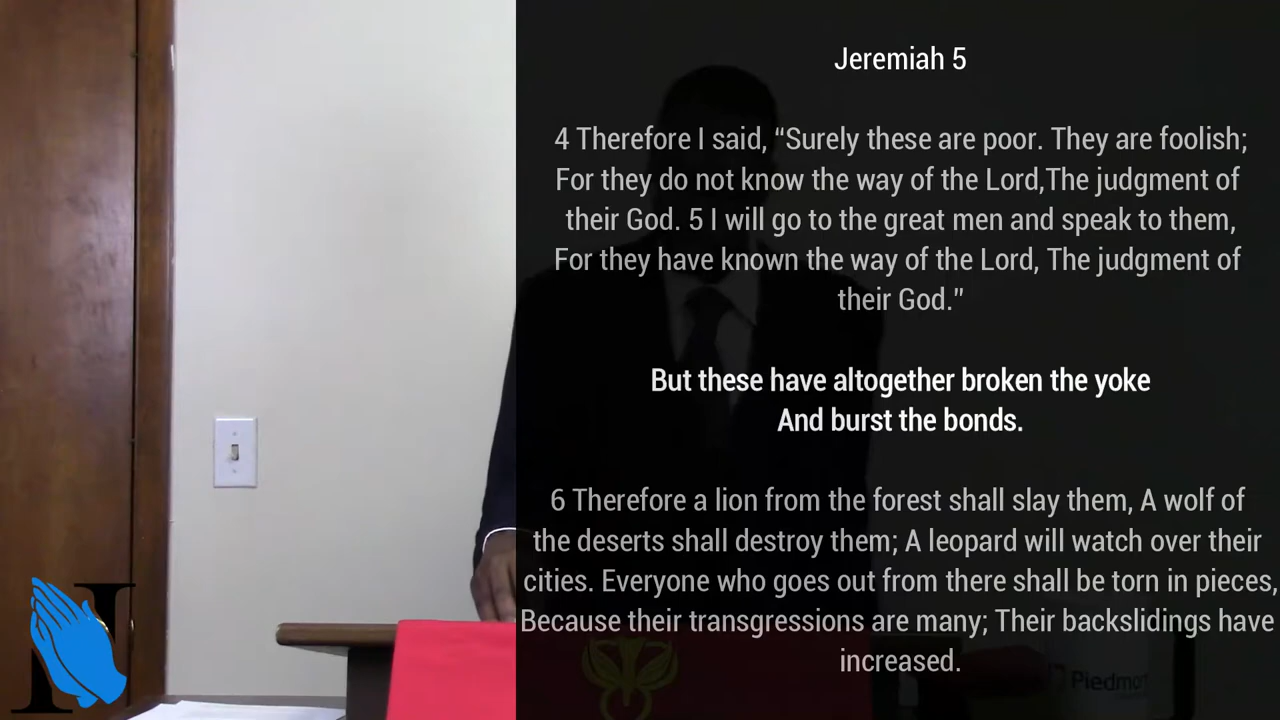 Jeremiah 5
4 Therefore I said, “Surely these are poor. They are foolish;
For they do not know the way of the Lord,The judgment of
their God. 5 I will go to the great men and speak to them,
For they have known the way of the Lord, The judgment of
their God.”
But these have altogether broken the yoke
And burst the bonds.
6 Therefore a lion from the forest shall slay them, A wolf of
the deserts shall destroy them; A leopard will watch over their
cities. Everyone who goes out from there shall be torn in pieces,
Because their transgressions are many; Their backslidings have
increased.
N